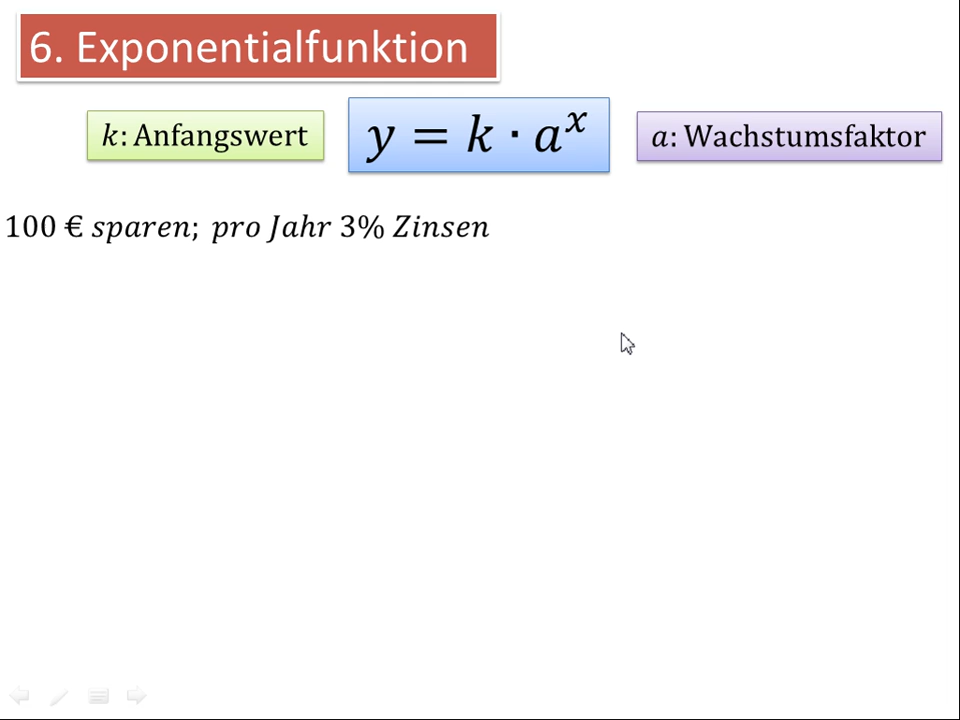 6. Exponentialfunktion
k: Anfangswert
y = k · a^x
a: Wachstumsfaktor
100 € sparen; pro Jahr 3% Zinsen